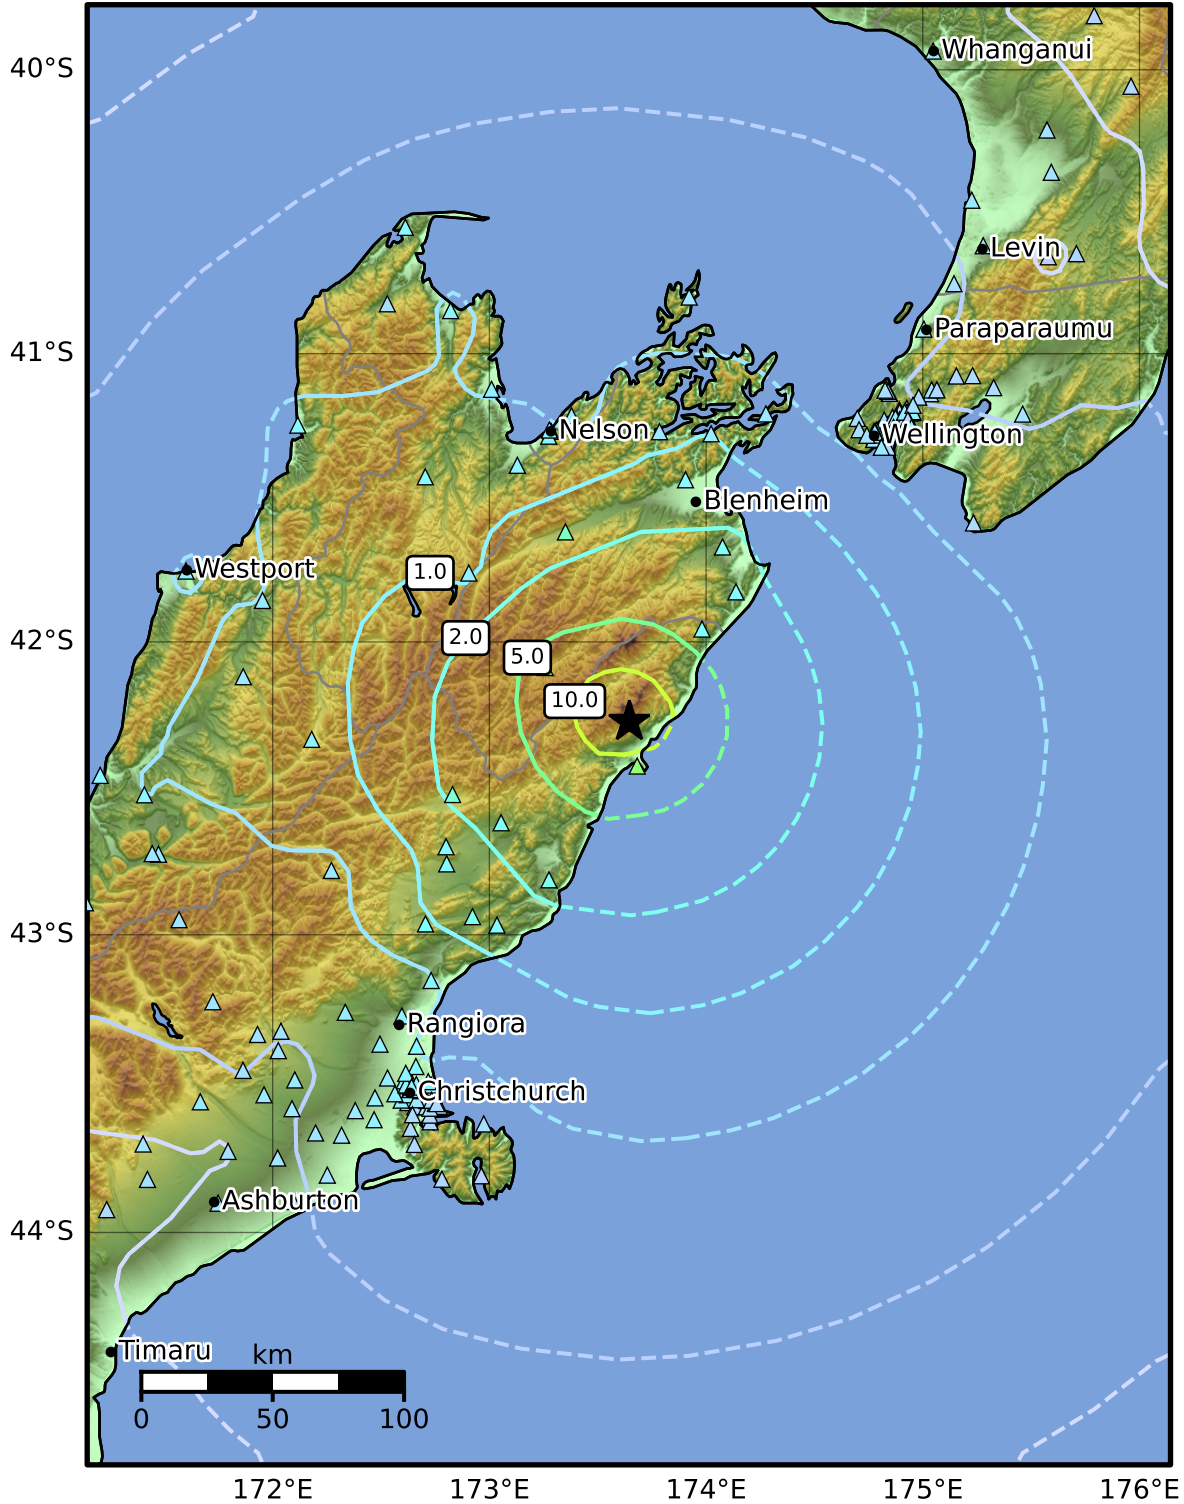 Whanganui
40°S
Levin
Paraparaumu
41°S
Nelson
Wellington
Blenheim
Westport
1.0
2.0
42°S
5.0
10.0
43°S
Rangiora
Christchurch
Ashburton
44°S
Timaru
km
0 50 100
172°E 173°E 174°E 175°E 176°E